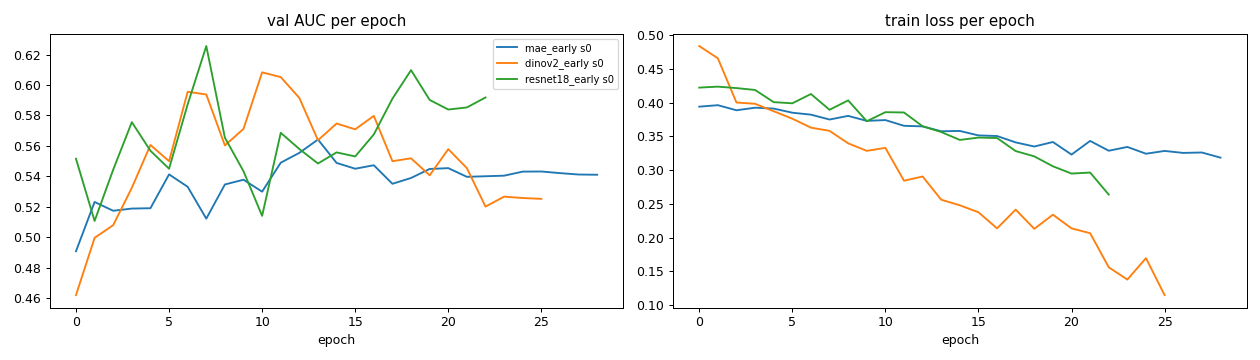 val AUC per epoch
0.62
0.60
0.58
0.56
0.54
0.52
0.50
0.48
0.46
0 5 10 15 20 25
epoch
mae_early s0
dinov2_early s0
resnet18_early s0
train loss per epoch
0.50
0.45
0.40
0.35
0.30
0.25
0.20
0.15
0.10
0 5 10 15 20 25
epoch